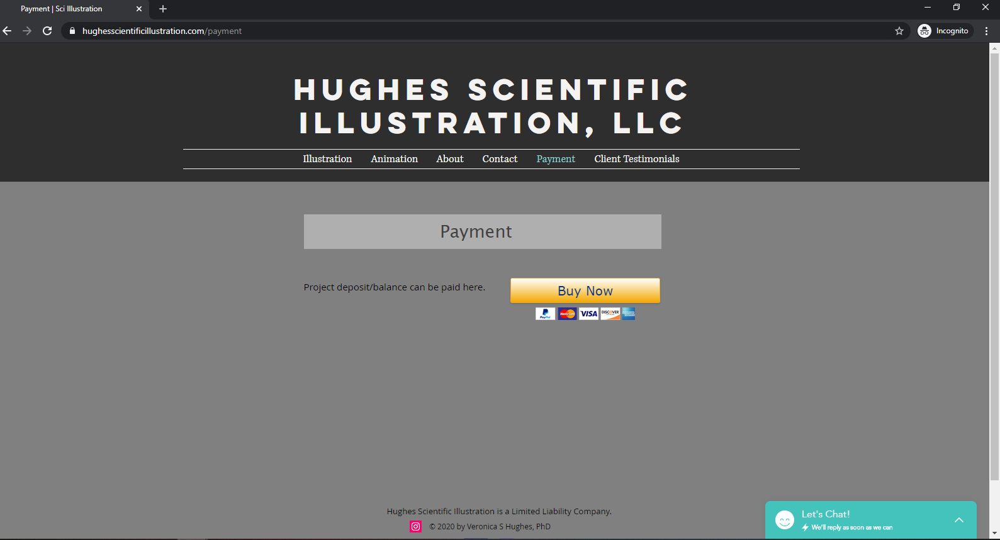 Payment | Sci Illustration
hughesscientificillustration.com/payment
Incognito
HUGHES SCIENTIFIC
ILLUSTRATION, LLC
Illustration Animation About Contact Payment Client Testimonials
Payment
Project deposit/balance can be paid here.
Buy Now
PayPal MasterCard VISA DISCOVER
Hughes Scientific Illustration is a Limited Liability Company.
© 2020 by Veronica S Hughes, PhD
Let's Chat!
We'll reply as soon as we can